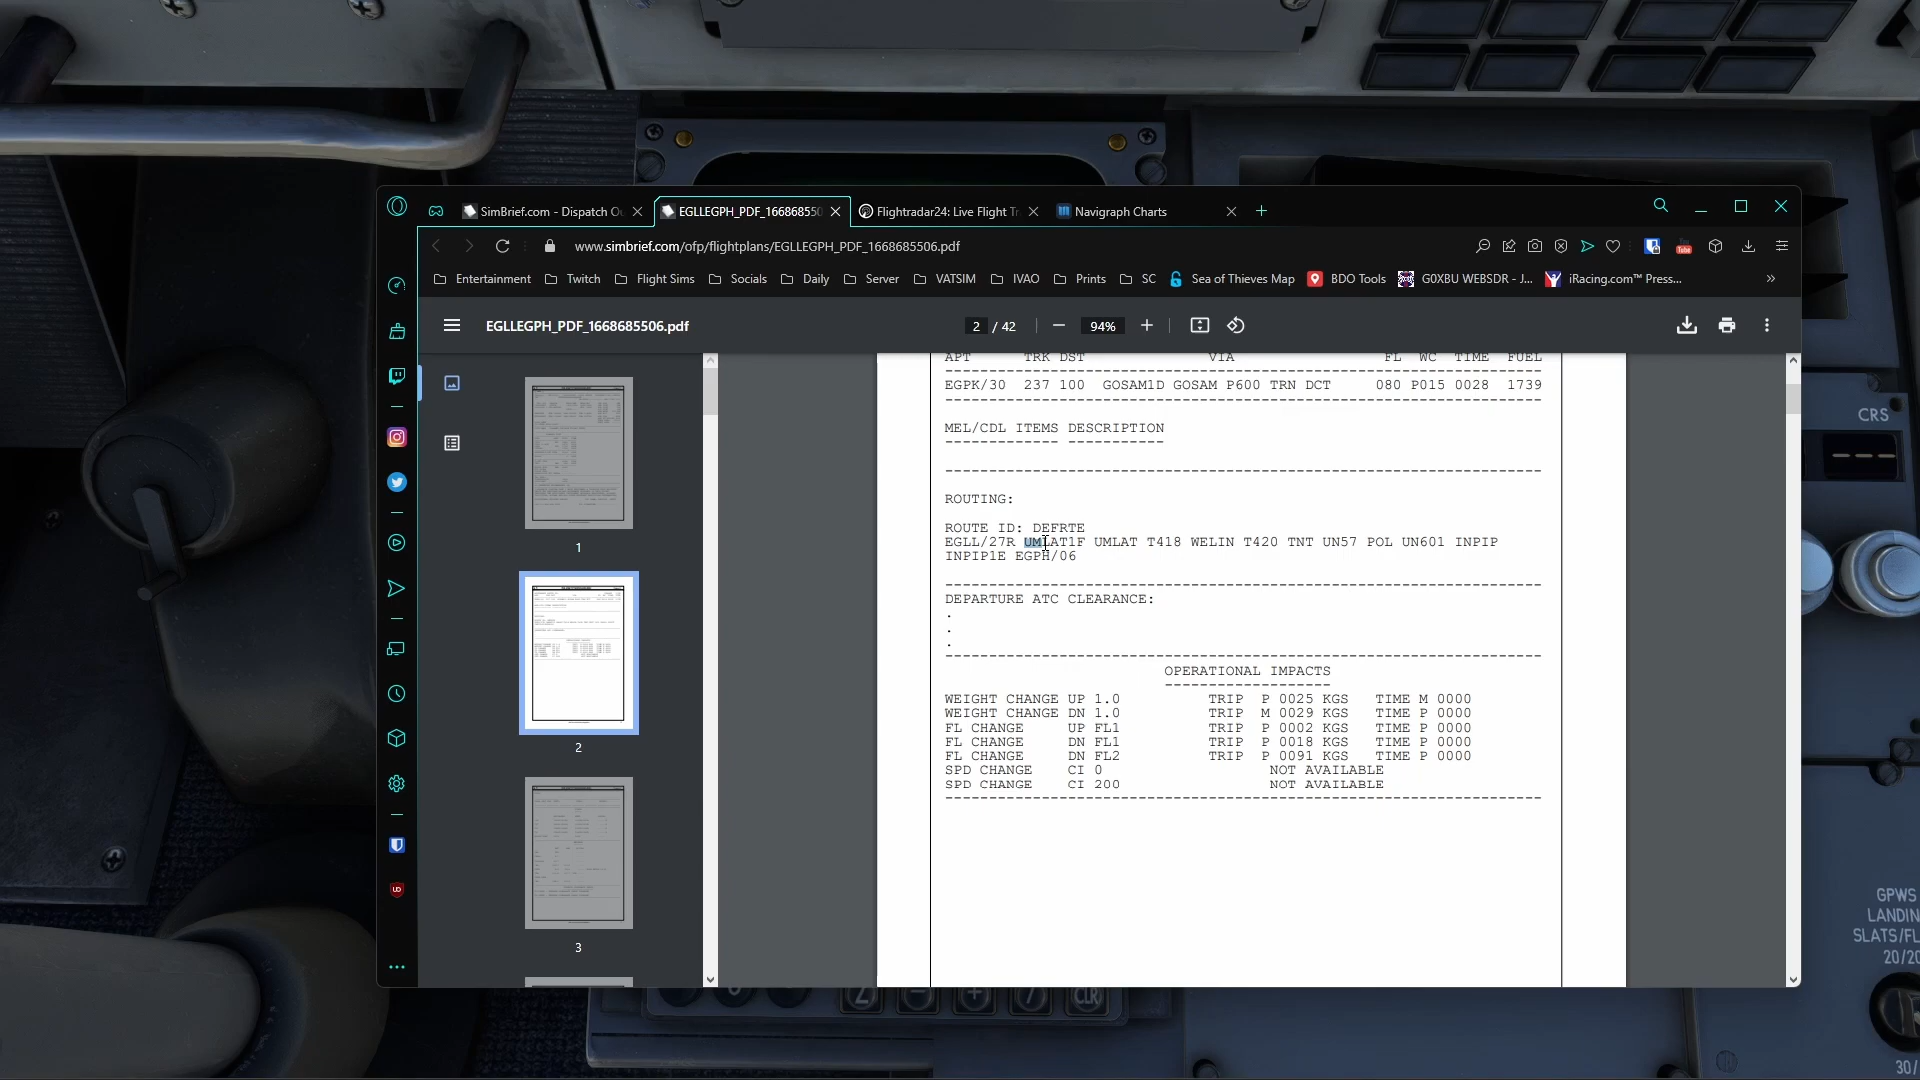 SimBrief.com - Dispatch O
EGLLEGPH_PDF_166868550
Flightradar24: Live Flight Tr
Navigraph Charts
www.simbrief.com/ofp/flightplans/EGLLEGPH_PDF_1668685506.pdf
Entertainment Twitch Flight Sims Socials Daily Server VATSIM IVAO Prints SC Sea of Thieves Map BDO Tools G0XBU WEBSDR - J... iRacing.com™ Press...
EGLLEGPH_PDF_1668685506.pdf
2 / 42
94%
1
2
3
APT TRK DST VIA FL WC TIME FUEL
EGPK/30 237 100 GOSAM1D GOSAM P600 TRN DCT 080 P015 0028 1739
MEL/CDL ITEMS DESCRIPTION
ROUTING:
ROUTE ID: DEFRTE
EGLL/27R UMLAT1F UMLAT T418 WELIN T420 TNT UN57 POL UN601 INPIP
INPIP1E EGPH/06
DEPARTURE ATC CLEARANCE:
.
.
.
OPERATIONAL IMPACTS
WEIGHT CHANGE UP 1.0 TRIP P 0025 KGS TIME M 0000
WEIGHT CHANGE DN 1.0 TRIP M 0029 KGS TIME P 0000
FL CHANGE UP FL1 TRIP P 0002 KGS TIME P 0000
FL CHANGE DN FL1 TRIP P 0018 KGS TIME P 0000
FL CHANGE DN FL2 TRIP P 0091 KGS TIME P 0000
SPD CHANGE CI 0 NOT AVAILABLE
SPD CHANGE CI 200 NOT AVAILABLE
CRS
GPWS
LANDIN
SLATS/FL
20/20
30/
CLR